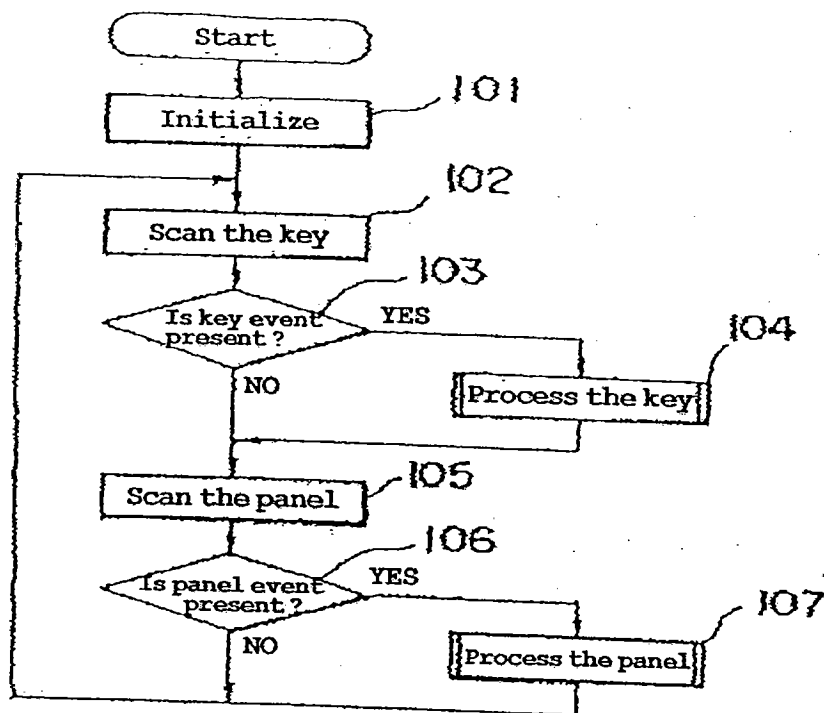 Start
101
Initialize
102
Scan the key
103
Is key event
present ?
YES
NO
104
Process the key
105
Scan the panel
106
Is panel event
present ?
YES
NO
107
Process the panel